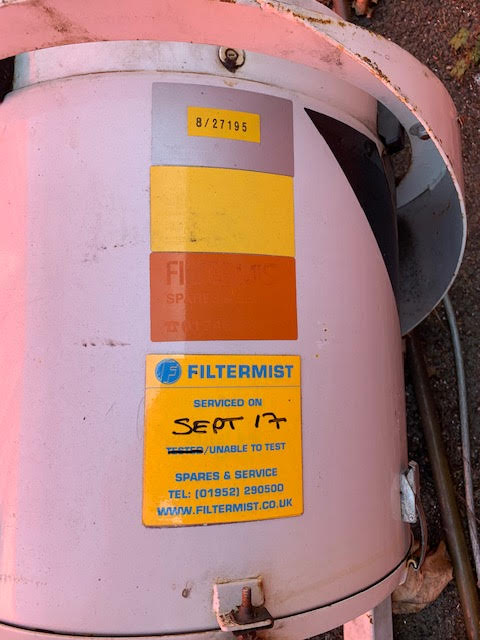 8/27195
FILTERMIST
SERVICED ON
SEPT 17
TESTED/UNABLE TO TEST
SPARES & SERVICE
TEL: (01952) 290500
WWW.FILTERMIST.CO.UK